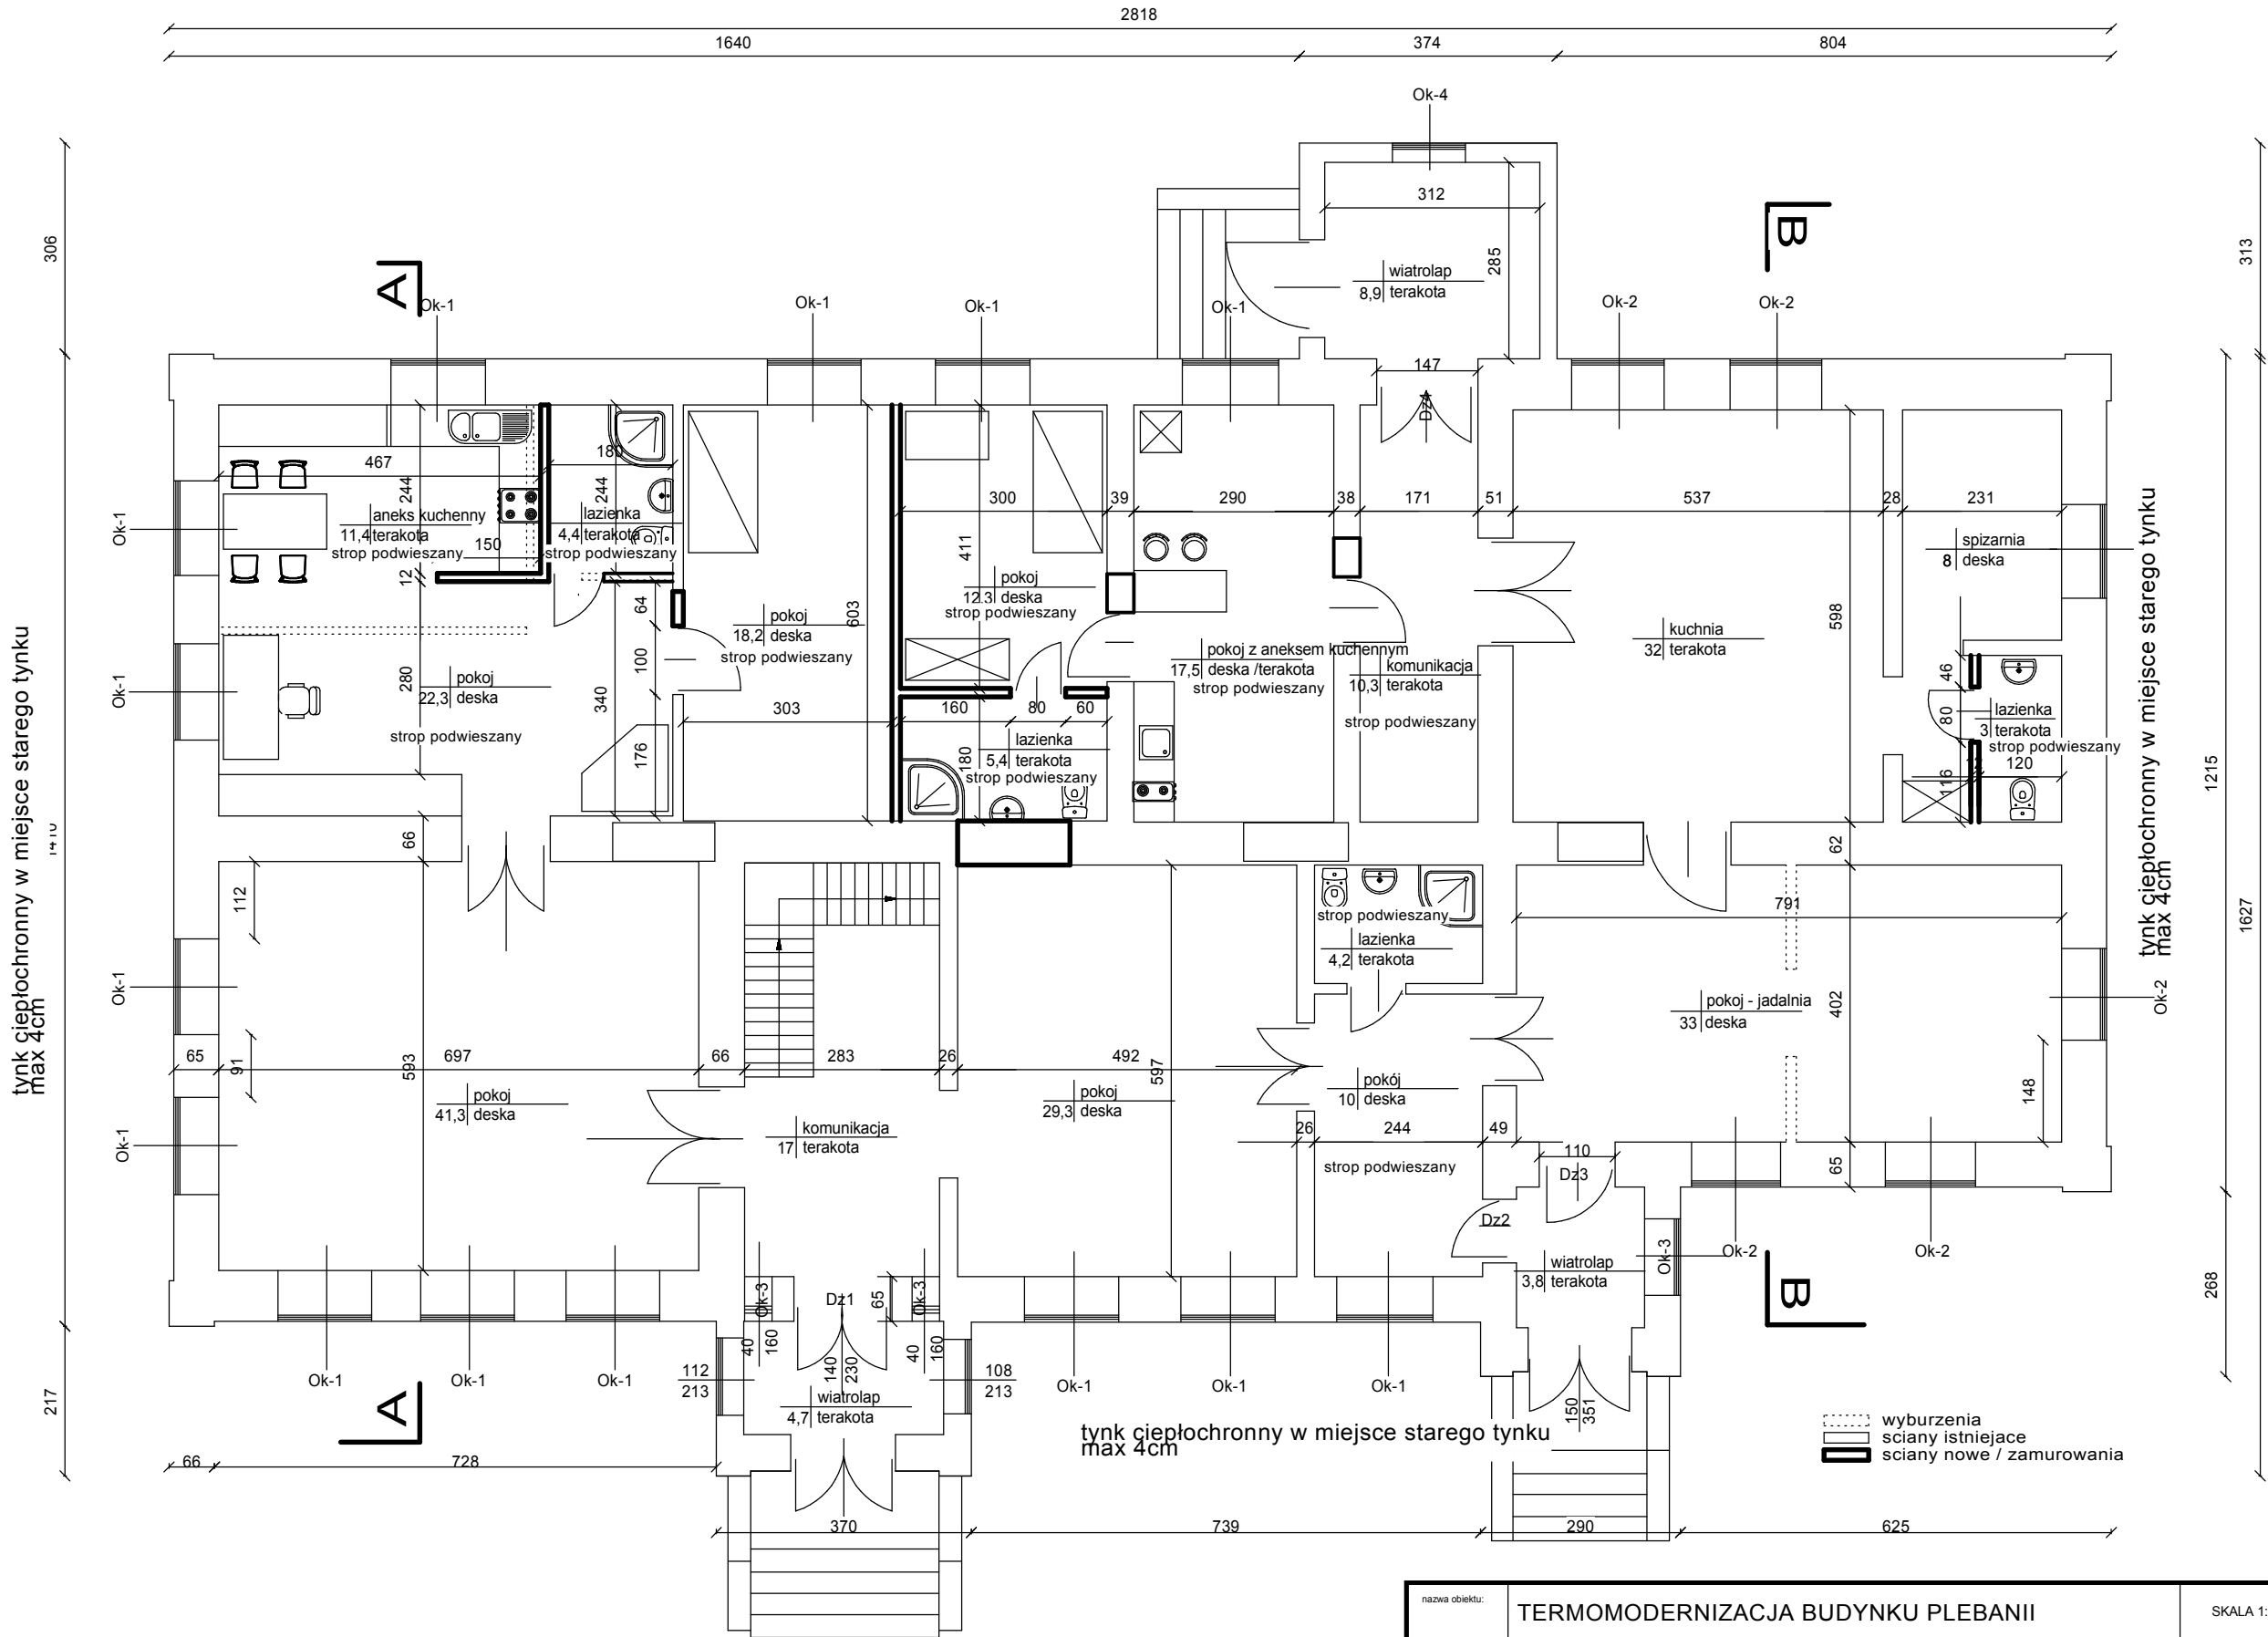 2818
1640 374 804
Ok-4
306
313
312
285
A
B
wiatrolap
8,9 terakota
Ok-1
Ok-1
Ok-1
Ok-1
Ok-2
Ok-2
147
Dz4
467
244
180
244
Ok-1
aneks kuchenny
11,4 terakota
strop podwieszany
150
12
lazienka
4,4 terakota
strop podwieszany
300
39
290
38
171
51
537
28
231
411
603
598
spizarnia
8 deska
pokoj
12,3 deska
strop podwieszany
pokoj
18,2 deska
strop podwieszany
64
100
340
176
kuchnia
32 terakota
pokoj z aneksem kuchennym
17,5 deska /terakota
strop podwieszany
komunikacja
10,3 terakota
strop podwieszany
Ok-1
280
pokoj
22,3 deska
strop podwieszany
303
160
80
60
lazienka
5,4 terakota
strop podwieszany
180
46
80
116
lazienka
3 terakota
strop podwieszany
120
tynk ciepłochronny w miejsce starego tynku
max 4cm
tynk ciepłochronny w miejsce starego tynku
max 4cm
1215
1627
66
62
112
791
strop podwieszany
lazienka
4,2 terakota
Ok-1
Ok-2
pokoj - jadalnia
33 deska
402
65
91
697
593
66
283
26
492
597
pokoj
41,3 deska
pokoj
29,3 deska
pokój
10 deska
148
Ok-1
komunikacja
17 terakota
26
244
49
strop podwieszany
110
Dz3
65
Dz2
wiatrolap
3,8 terakota
Ok-3
Ok-2
Ok-2
B
268
Ok-3
Dz1
65
Ok-3
40
160
140
230
40
160
217
Ok-1
Ok-1
Ok-1
112
213
108
213
Ok-1
Ok-1
Ok-1
A
wiatrolap
4,7 terakota
150
351
tynk ciepłochronny w miejsce starego tynku
max 4cm
wyburzenia
sciany istniejace
sciany nowe / zamurowania
66
728
370
739
290
625
nazwa obiektu:
TERMOMODERNIZACJA BUDYNKU PLEBANII
SKALA 1: